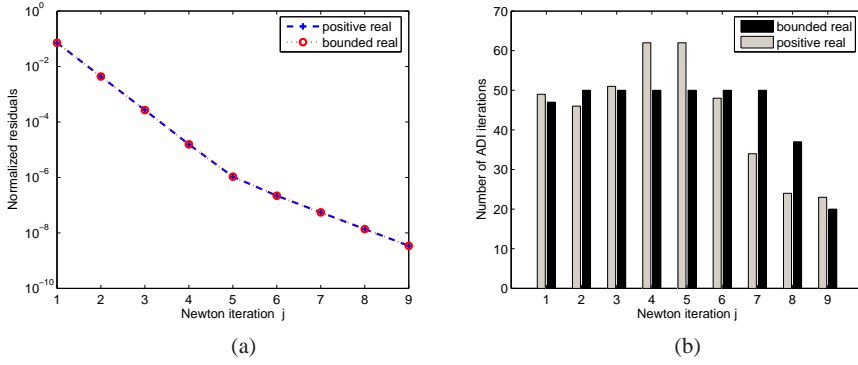 10^0
10^−2
10^−4
10^−6
10^−8
10^−10
Normalized residuals
positive real
bounded real
1 2 3 4 5 6 7 8 9
Newton iteration j
(a)
70
60
50
40
30
20
10
0
Number of ADI iterations
bounded real
positive real
1 2 3 4 5 6 7 8 9
Newton iteration j
(b)